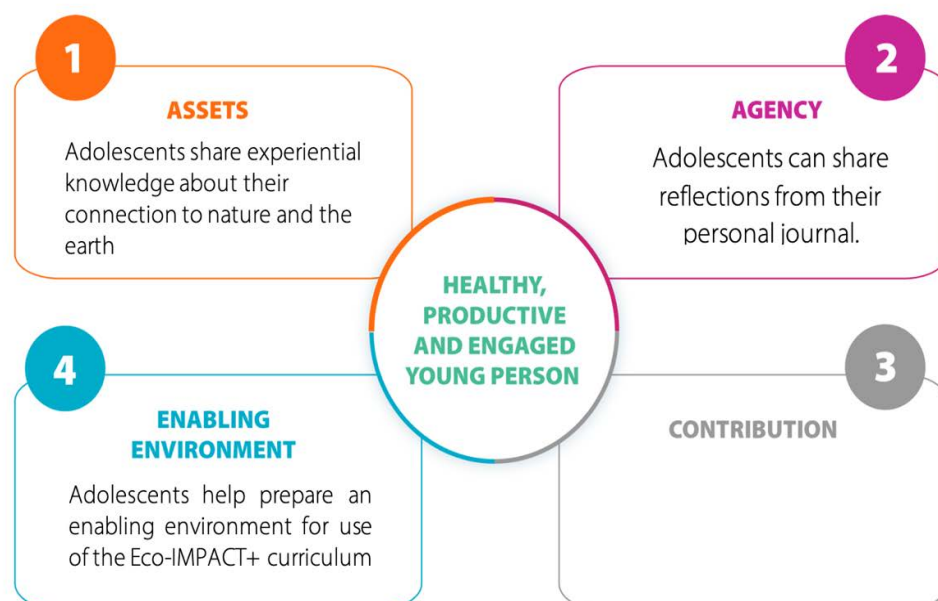 1
ASSETS
Adolescents share experiential
knowledge about their
connection to nature and the
earth
2
AGENCY
Adolescents can share
reflections from their
personal journal.
HEALTHY,
PRODUCTIVE
AND ENGAGED
YOUNG PERSON
3
CONTRIBUTION
4
ENABLING
ENVIRONMENT
Adolescents help prepare an
enabling environment for use
of the Eco-IMPACT+ curriculum